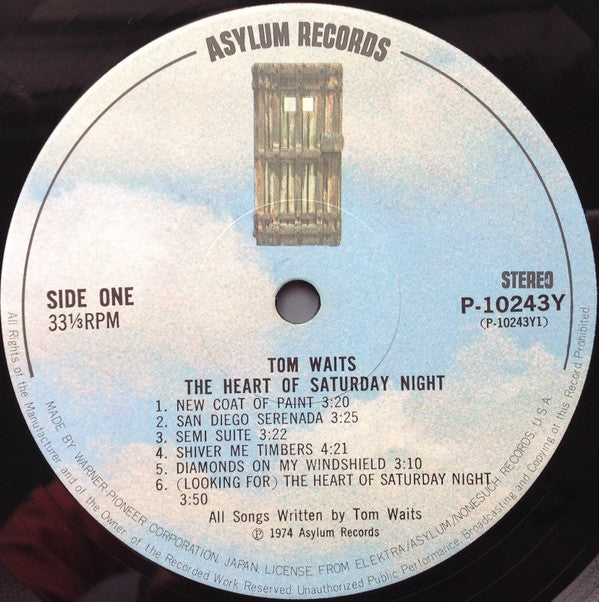 ASYLUM RECORDS
SIDE ONE
33⅓RPM
STEREO
P-10243Y
(P-10243Y1)
TOM WAITS
THE HEART OF SATURDAY NIGHT
1. NEW COAT OF PAINT 3:20
2. SAN DIEGO SERENADA 3:25
3. SEMI SUITE 3:22
4. SHIVER ME TIMBERS 4:21
5. DIAMONDS ON MY WINDSHIELD 3:10
6. (LOOKING FOR) THE HEART OF SATURDAY NIGHT
3:50
All Songs Written by Tom Waits
℗ 1974 Asylum Records
MADE BY WARNER-PIONEER CORPORATION, JAPAN. LICENSE FROM ELEKTRA/ASYLUM/NONESUCH RECORDS, U.S.A.
All Rights of the Manufacturer and of the Owner of the Recorded Work Reserved. Unauthorized Public Performance, Broadcasting and Copying of this Record Prohibited.